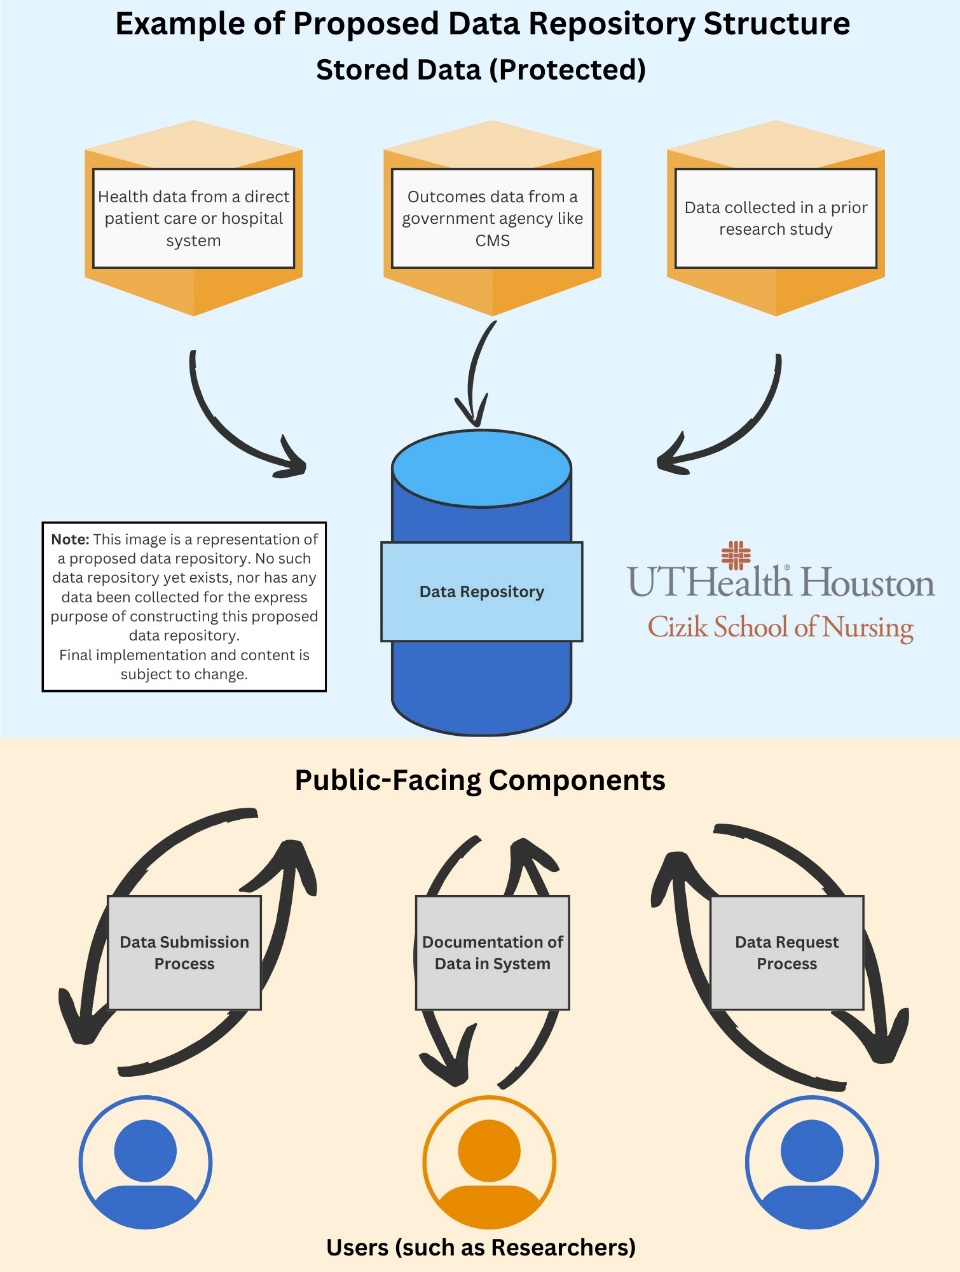 Example of Proposed Data Repository Structure
Stored Data (Protected)
Health data from a direct
patient care or hospital
system
Outcomes data from a
government agency like
CMS
Data collected in a prior
research study
Note: This image is a representation of
a proposed data repository. No such
data repository yet exists, nor has any
data been collected for the express
purpose of constructing this proposed
data repository.
Final implementation and content is
subject to change.
Data Repository
UTHealth® Houston
Cizik School of Nursing
Public-Facing Components
Data Submission
Process
Documentation of
Data in System
Data Request
Process
Users (such as Researchers)